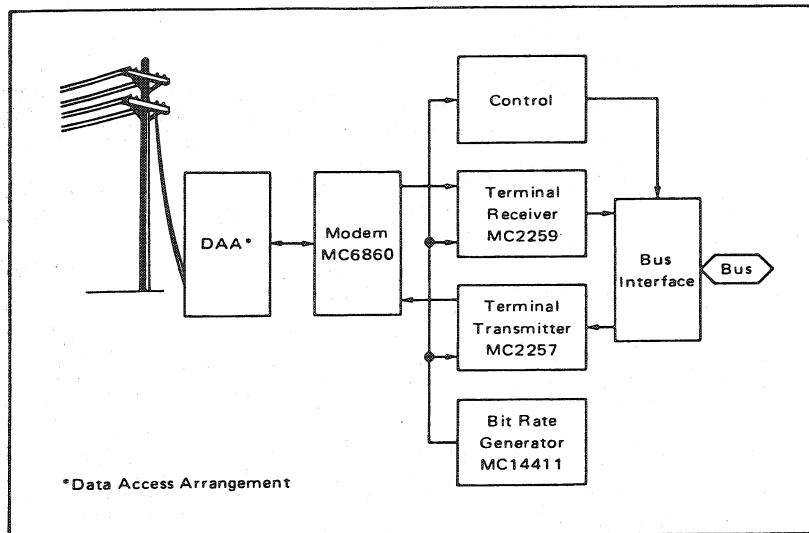 Control
Terminal
Receiver
MC2259
DAA*
Modem
MC6860
Bus
Interface
Bus
Terminal
Transmitter
MC2257
Bit Rate
Generator
MC14411
*Data Access Arrangement